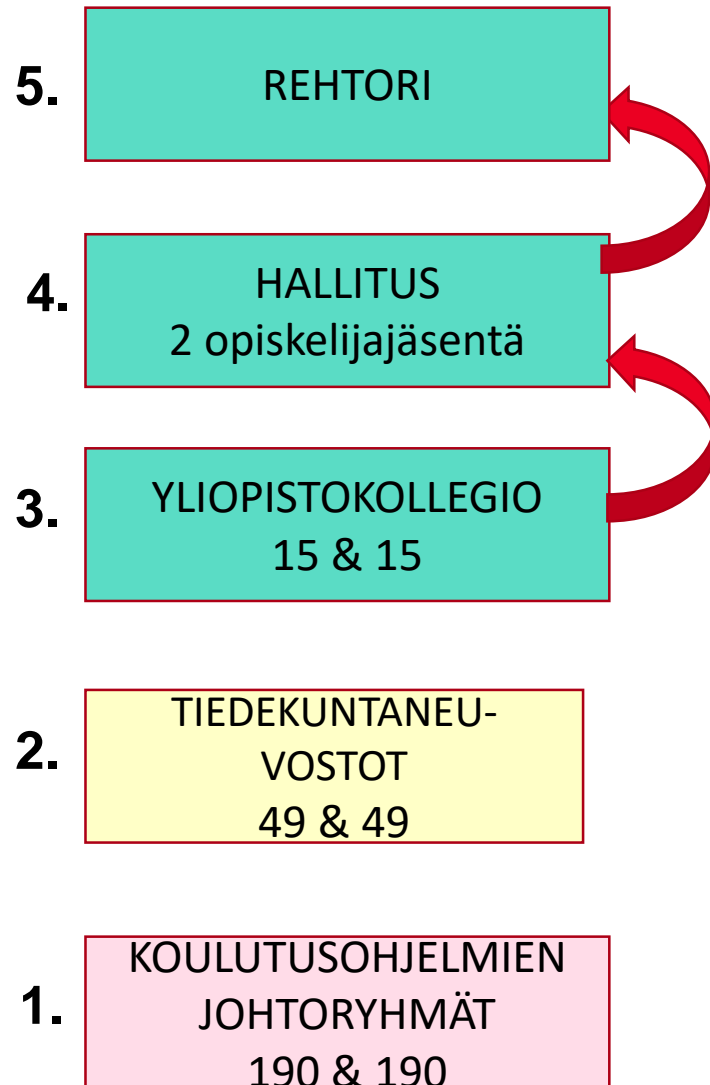 5.
REHTORI
4.
HALLITUS
2 opiskelijajäsentä
3.
YLIOPISTOKOLLEGIO
15 & 15
2.
TIEDEKUNTANEU-
VOSTOT
49 & 49
1.
KOULUTUSOHJELMIEN
JOHTORYHMÄT
190 & 190